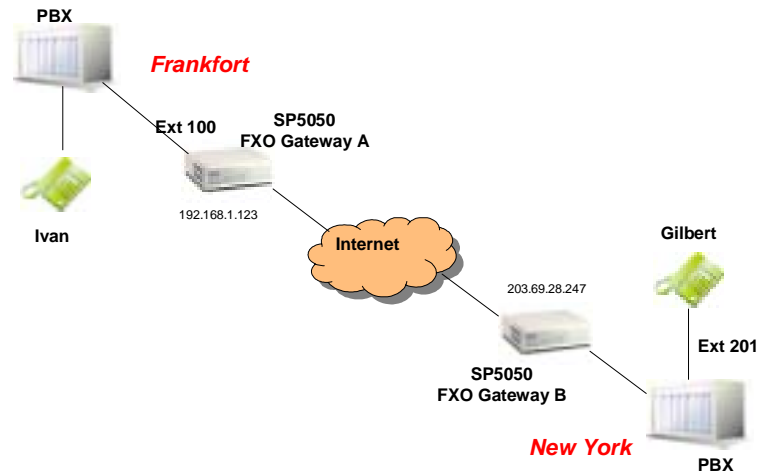 PBX
Frankfort
Ext 100
SP5050
FXO Gateway A
192.168.1.123
Ivan
Internet
Gilbert
203.69.28.247
Ext 201
SP5050
FXO Gateway B
New York
PBX